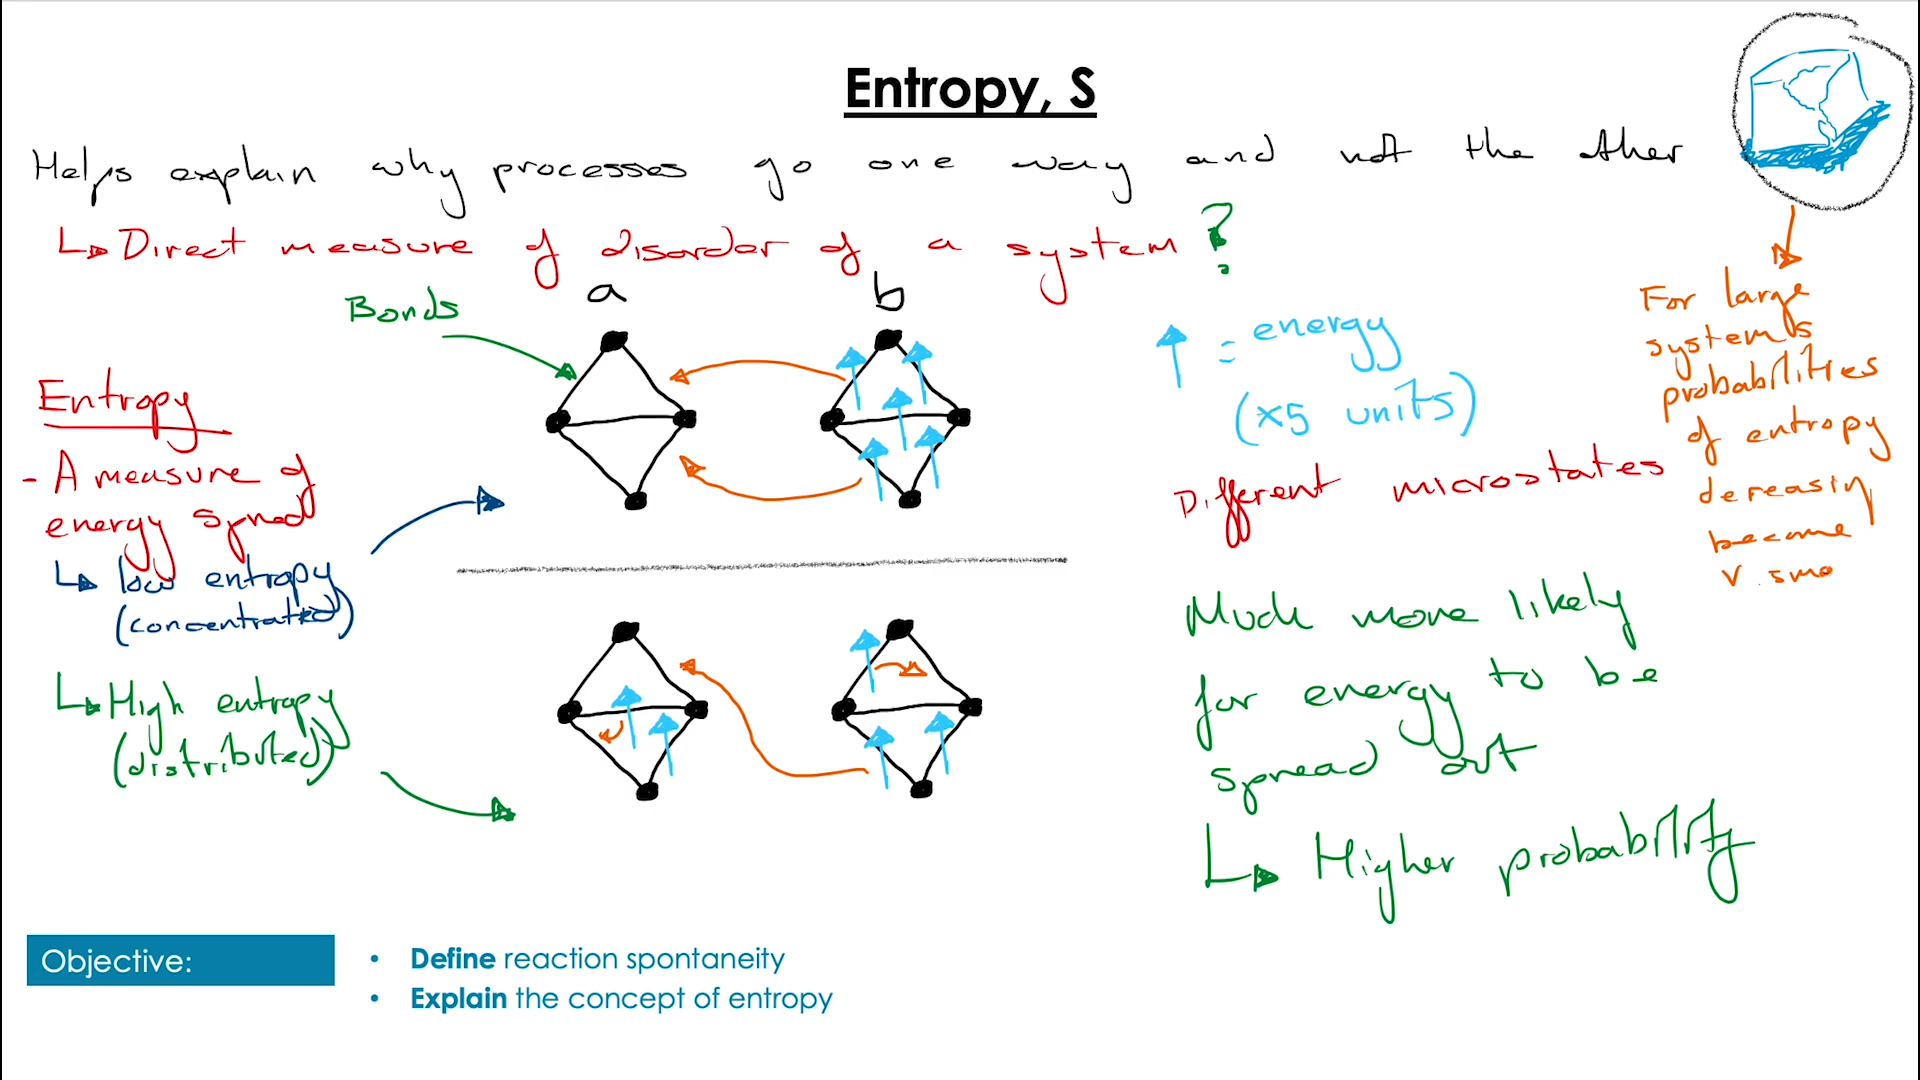 Entropy, S
Helps explain why processes go one way and not the other
Direct measure of disorder of a system ?
Bonds
a
b
= energy
(x5 units)
Entropy
- A measure of
energy spread
low entropy
(concentrated)
High entropy
(distributed)
Different microstates
Much more likely
for energy to be
spread out
Higher probability
For large
systems
probabilities
of entropy
dereasing
become
v. sma
Objective:
• Define reaction spontaneity
• Explain the concept of entropy